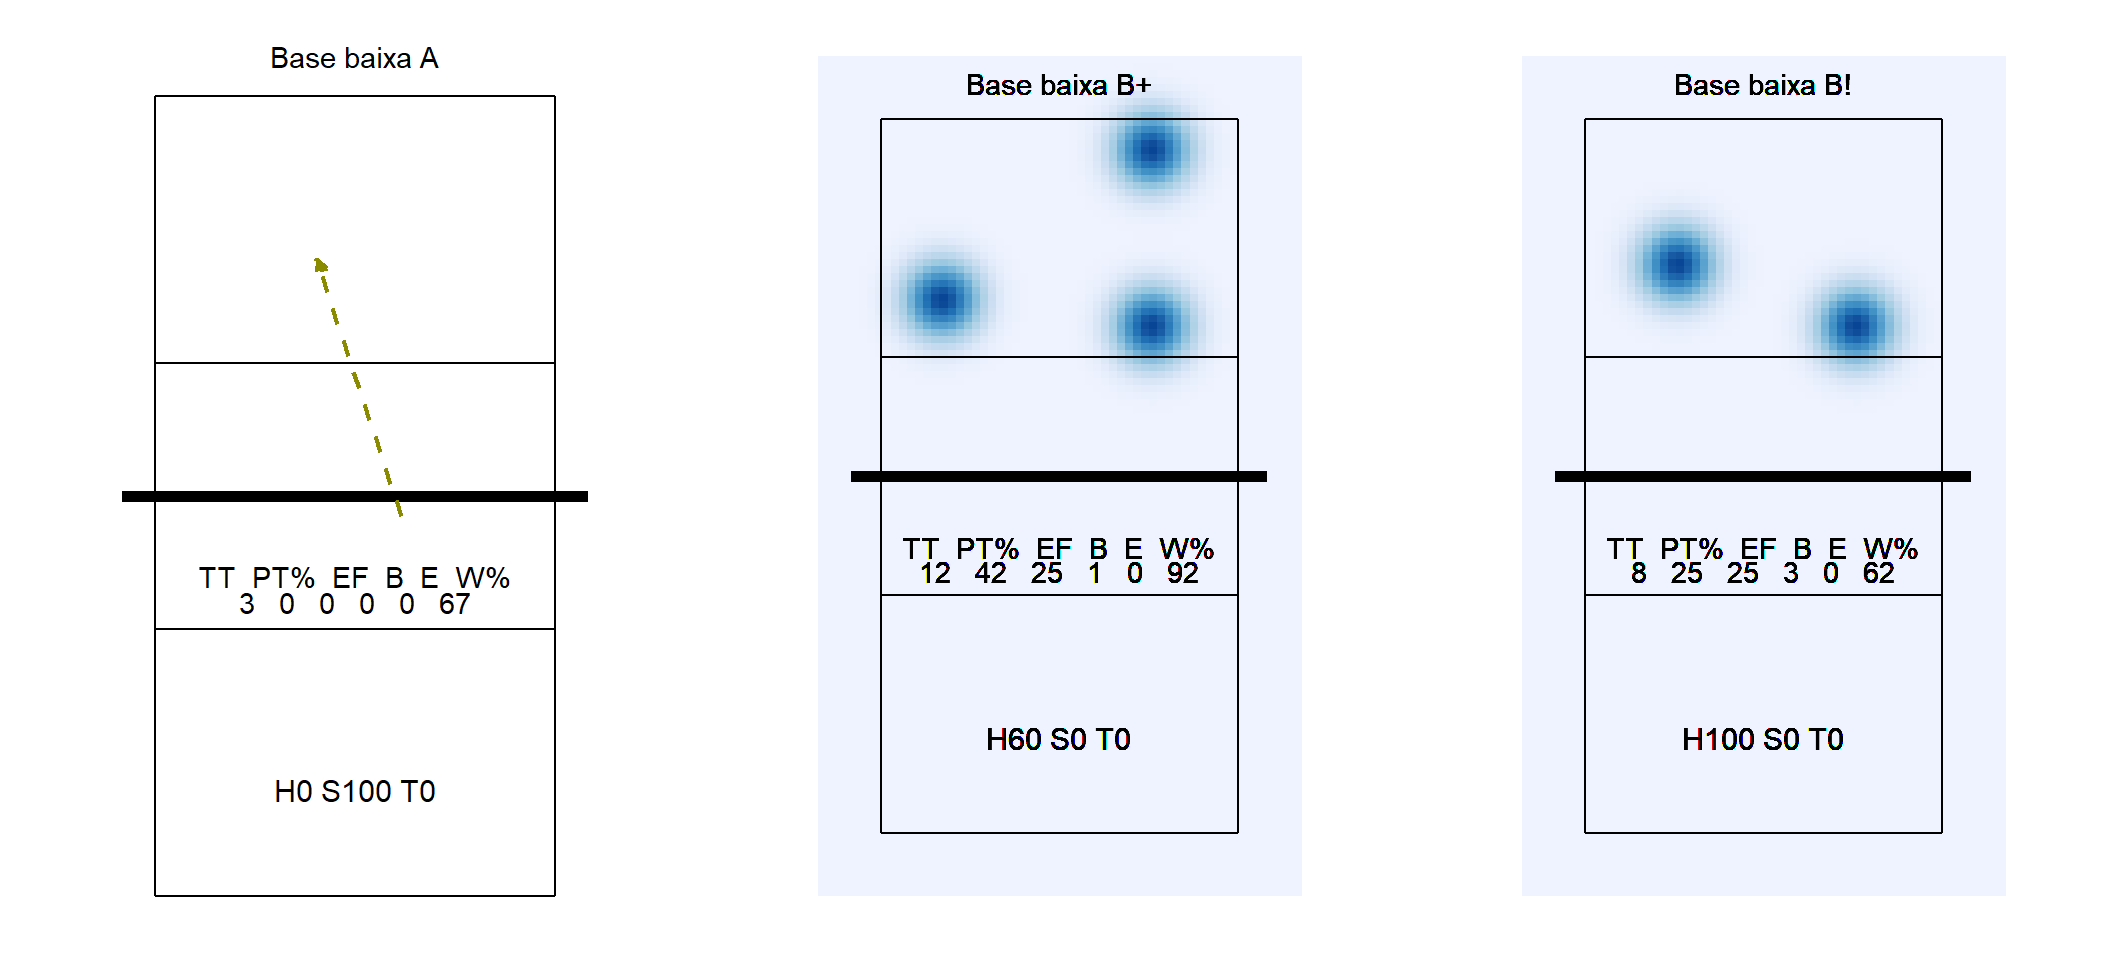 Base baixa A
TT PT% EF B E W%
3 0 0 0 0 67
H0 S100 T0
Base baixa B+
TT PT% EF B E W%
12 42 25 1 0 92
H60 S0 T0
Base baixa B!
TT PT% EF B E W%
8 25 25 3 0 62
H100 S0 T0